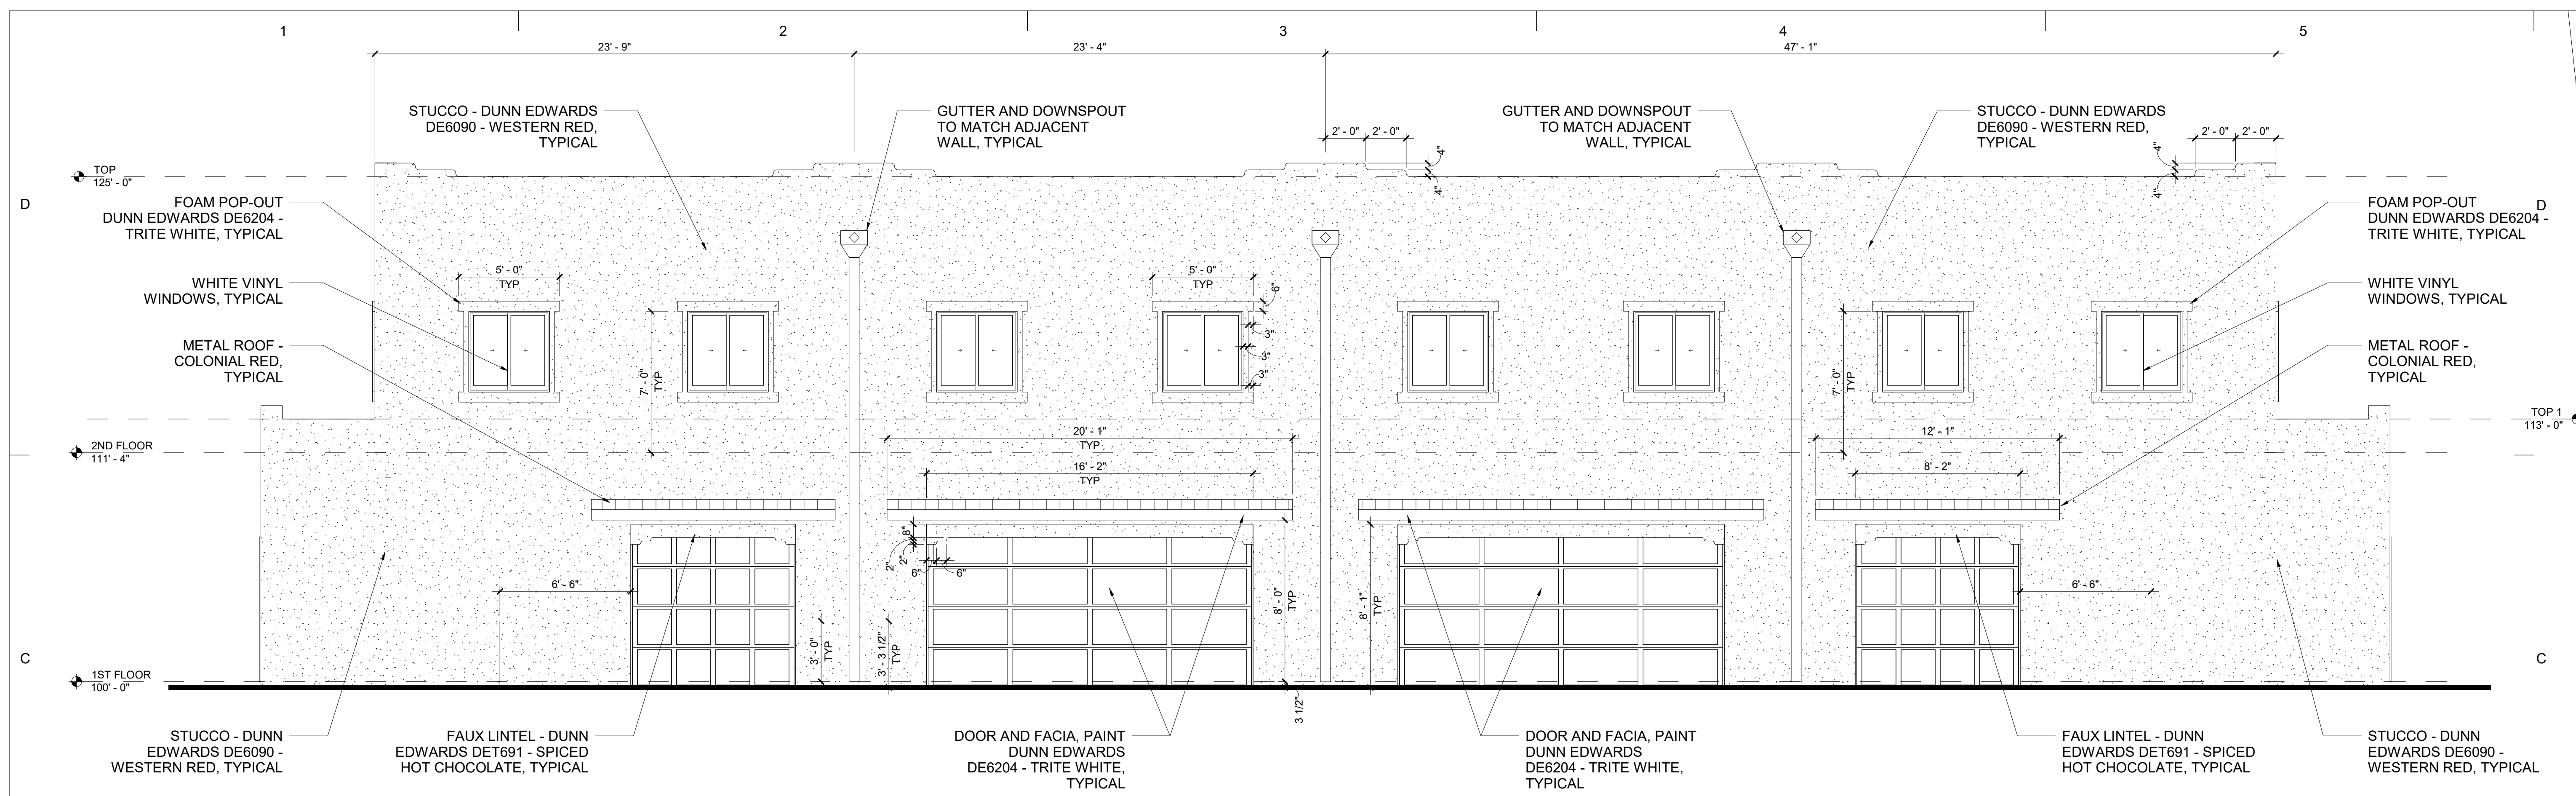 1
2
3
4
5
23' - 9"
23' - 4"
47' - 1"
STUCCO - DUNN EDWARDS
DE6090 - WESTERN RED,
TYPICAL
GUTTER AND DOWNSPOUT
TO MATCH ADJACENT
WALL, TYPICAL
GUTTER AND DOWNSPOUT
TO MATCH ADJACENT
WALL, TYPICAL
STUCCO - DUNN EDWARDS
DE6090 - WESTERN RED,
TYPICAL
2' - 0"
2' - 0"
4"
4"
2' - 0"
2' - 0"
4"
4"
TOP
125' - 0"
D
D
FOAM POP-OUT
DUNN EDWARDS DE6204 -
TRITE WHITE, TYPICAL
FOAM POP-OUT
DUNN EDWARDS DE6204 -
TRITE WHITE, TYPICAL
WHITE VINYL
WINDOWS, TYPICAL
WHITE VINYL
WINDOWS, TYPICAL
5' - 0"
TYP
5' - 0"
TYP
6"
3"
3"
3"
METAL ROOF -
COLONIAL RED,
TYPICAL
METAL ROOF -
COLONIAL RED,
TYPICAL
7' - 0"
TYP
7' - 0"
TYP
TOP 1
113' - 0"
2ND FLOOR
111' - 4"
20' - 1"
TYP
16' - 2"
TYP
12' - 1"
8' - 2"
8"
2"
2"
6"
6"
6' - 6"
6' - 6"
8' - 0"
TYP
8' - 1"
TYP
3' - 0"
TYP
3' - 3 1/2"
TYP
3 1/2"
C
C
1ST FLOOR
100' - 0"
STUCCO - DUNN
EDWARDS DE6090 -
WESTERN RED, TYPICAL
FAUX LINTEL - DUNN
EDWARDS DET691 - SPICED
HOT CHOCOLATE, TYPICAL
DOOR AND FACIA, PAINT
DUNN EDWARDS
DE6204 - TRITE WHITE,
TYPICAL
DOOR AND FACIA, PAINT
DUNN EDWARDS
DE6204 - TRITE WHITE,
TYPICAL
FAUX LINTEL - DUNN
EDWARDS DET691 - SPICED
HOT CHOCOLATE, TYPICAL
STUCCO - DUNN
EDWARDS DE6090 -
WESTERN RED, TYPICAL